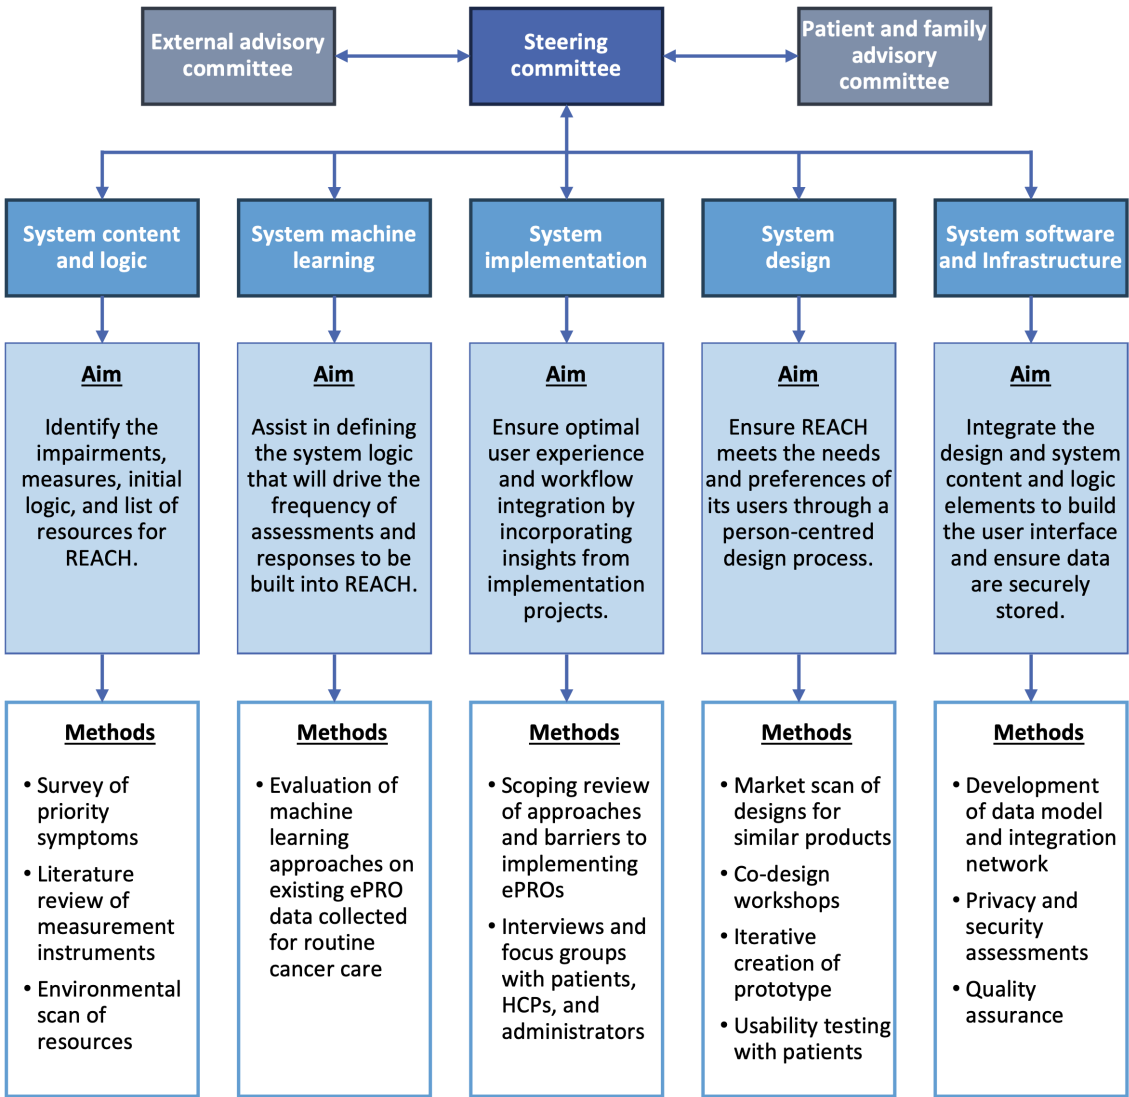 External advisory
committee
Steering
committee
Patient and family
advisory
committee
System content
and logic
System machine
learning
System
implementation
System
design
System software
and Infrastructure
Aim
Identify the
impairments,
measures, initial
logic, and list of
resources for
REACH.
Aim
Assist in defining
the system logic
that will drive the
frequency of
assessments and
responses to be
built into REACH.
Aim
Ensure optimal
user experience
and workflow
integration by
incorporating
insights from
implementation
projects.
Aim
Ensure REACH
meets the needs
and preferences of
its users through a
person-centred
design process.
Aim
Integrate the
design and system
content and logic
elements to build
the user interface
and ensure data
are securely
stored.
Methods
• Survey of
priority
symptoms
• Literature
review of
measurement
instruments
• Environmental
scan of
resources
Methods
• Evaluation of
machine
learning
approaches on
existing ePRO
data collected
for routine
cancer care
Methods
• Scoping review
of approaches
and barriers to
implementing
ePROs
• Interviews and
focus groups
with patients,
HCPs, and
administrators
Methods
• Market scan of
designs for
similar products
• Co-design
workshops
• Iterative
creation of
prototype
• Usability testing
with patients
Methods
• Development
of data model
and integration
network
• Privacy and
security
assessments
• Quality
assurance